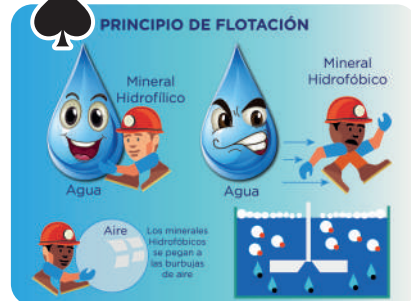 PRINCIPIO DE FLOTACIÓN
Mineral
Hidrofílico
Agua
Mineral
Hidrofóbico
Agua
Aire
Los minerales
Hidrofóbicos
se pegan a
las burbujas
de aire